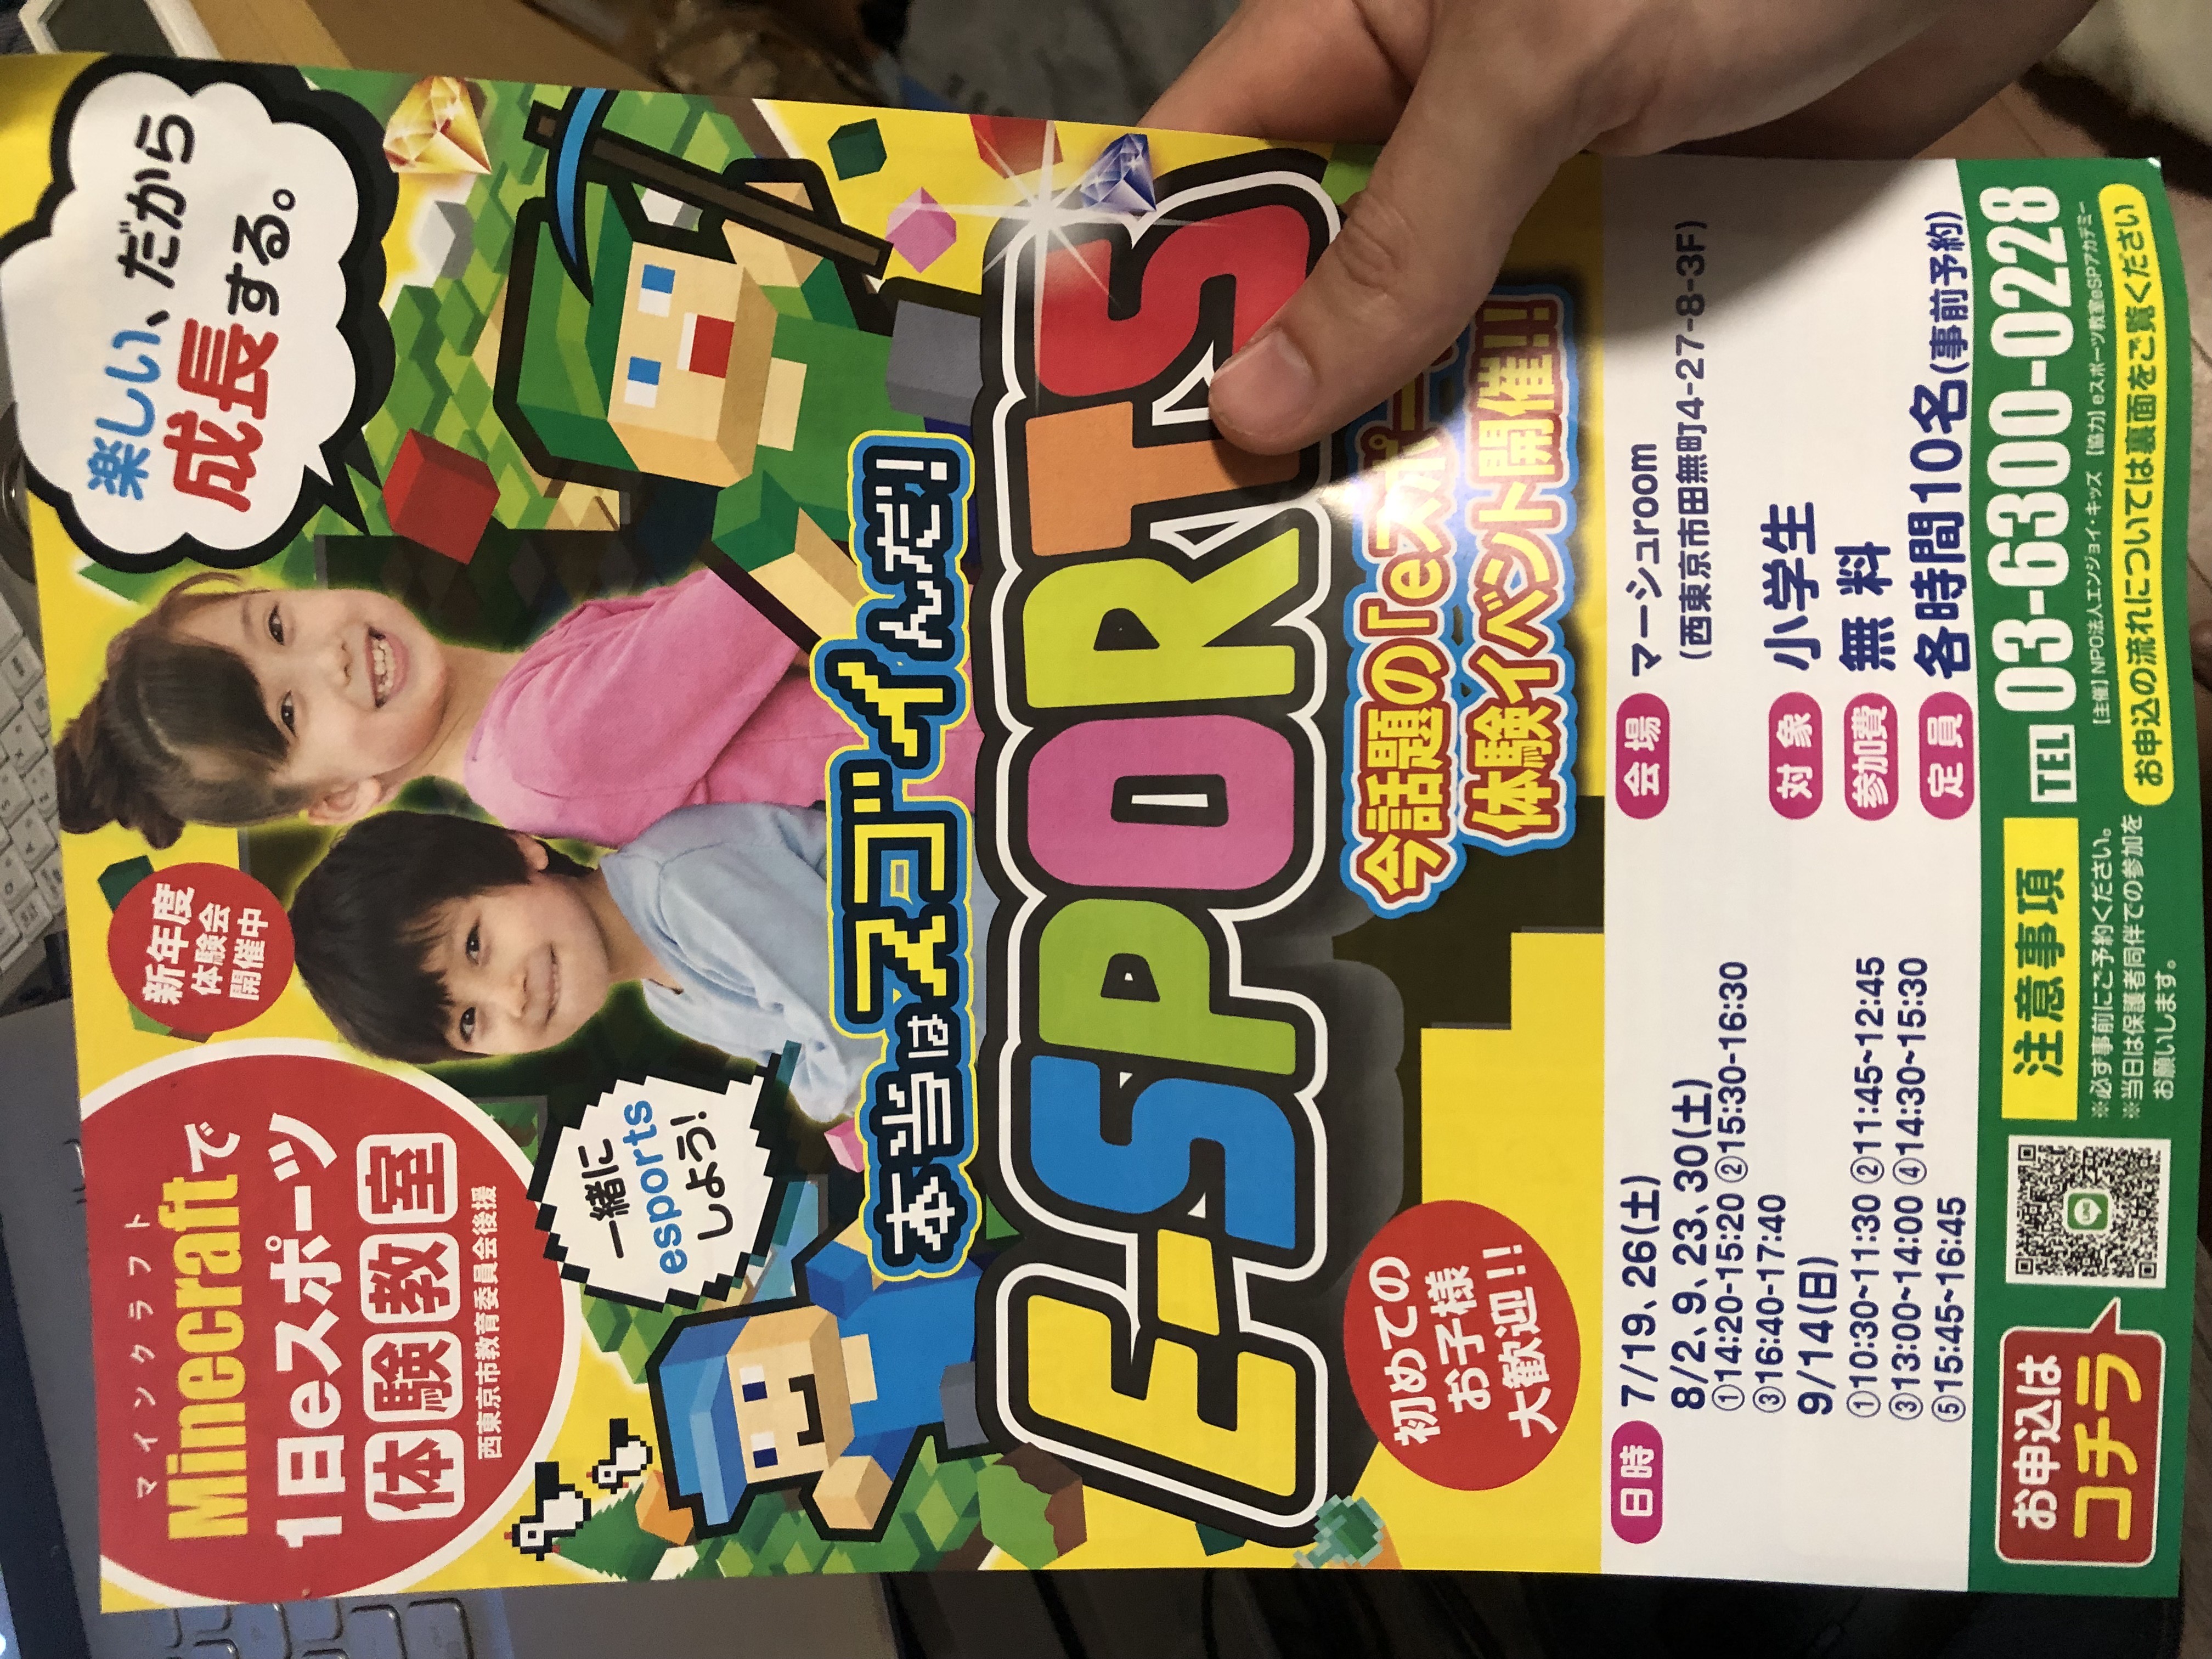 マインクラフト
Minecraftで
1日eスポーツ
体験教室
西東京市教育委員会後援
新年度
体験会
開催中
楽しい、だから
成長する。
一緒に
esports
しよう!
本当はスゴイんだ!
E-SPORTS
初めての
お子様
大歓迎!!
今話題の「eスポー
体験イベント開催!!
日時 7/19、26(土)
8/2、9、23、30(土)
①14:20-15:20 ②15:30-16:30
③16:40-17:40
9/14(日)
①10:30~11:30 ②11:45~12:45
③13:00~14:00 ④14:30~15:30
⑤15:45~16:45
会場 マーシュroom
(西東京市田無町4-27-8-3F)
対象 小学生
参加費 無料
定員 各時間10名(事前予約)
お申込は
コチラ
LINE
注意事項
※必ず事前にご予約ください。
※当日は保護者同伴での参加を
お願いします。
TEL 03-6300-0228
【主催】NPO法人エンジョイ・キッズ 【協力】eスポーツ教室eSPアカデミー
お申込の流れについては裏面をご覧ください